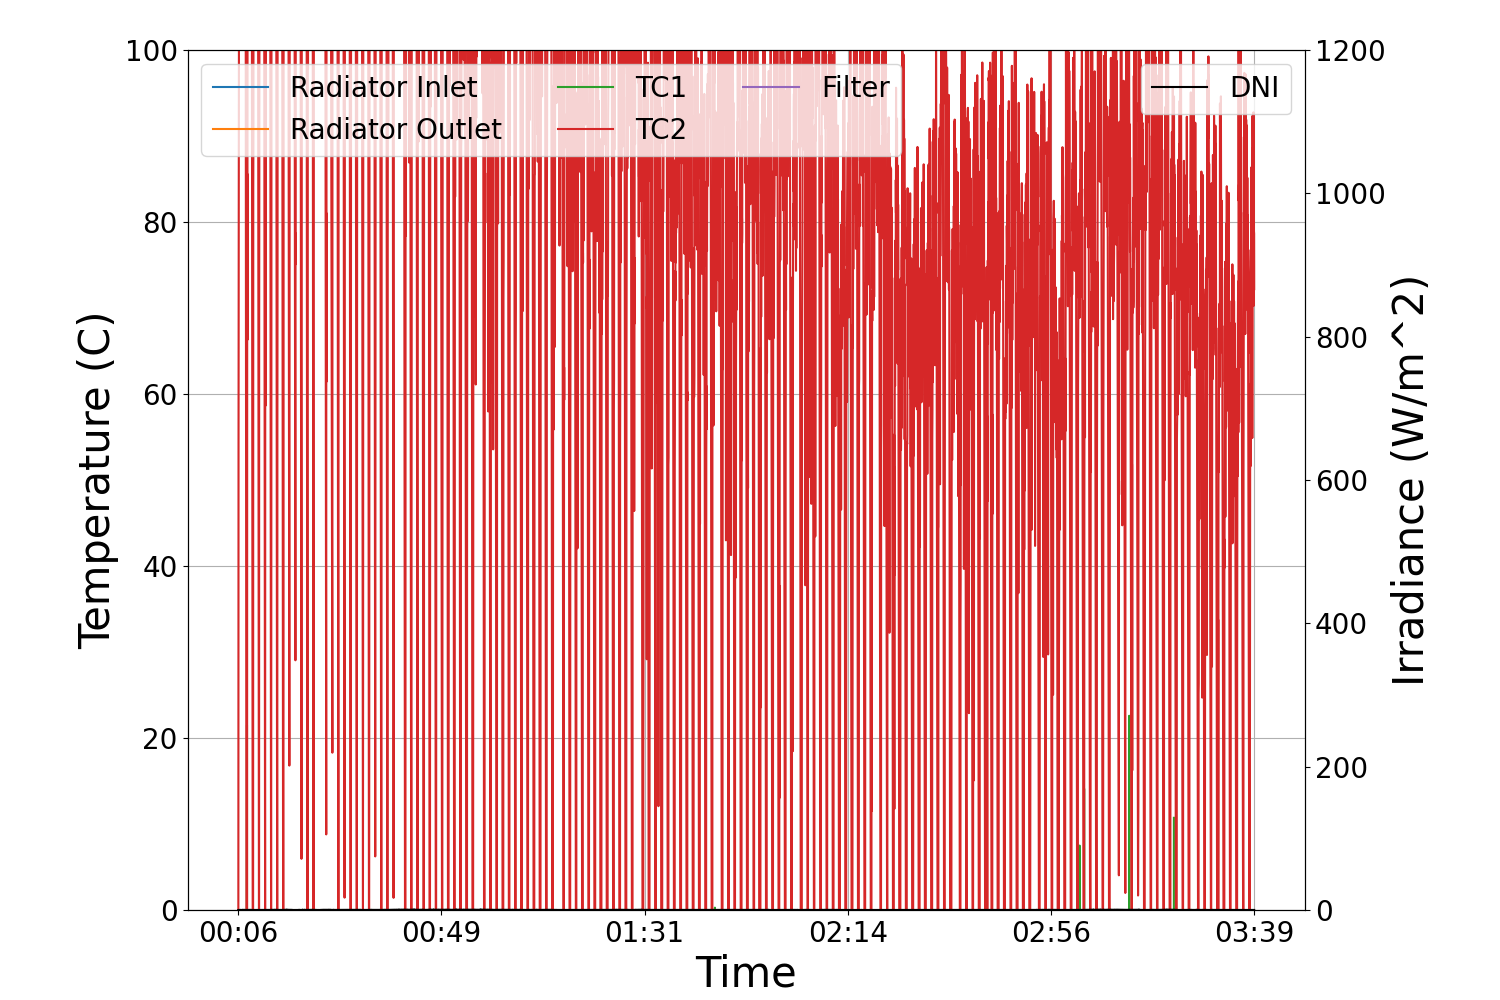 100
80
60
40
20
0
Temperature (C)
Radiator Inlet
Radiator Outlet
TC1
TC2
Filter
DNI
1200
1000
800
600
400
200
0
Irradiance (W/m^2)
00:06
00:49
01:31
02:14
02:56
03:39
Time